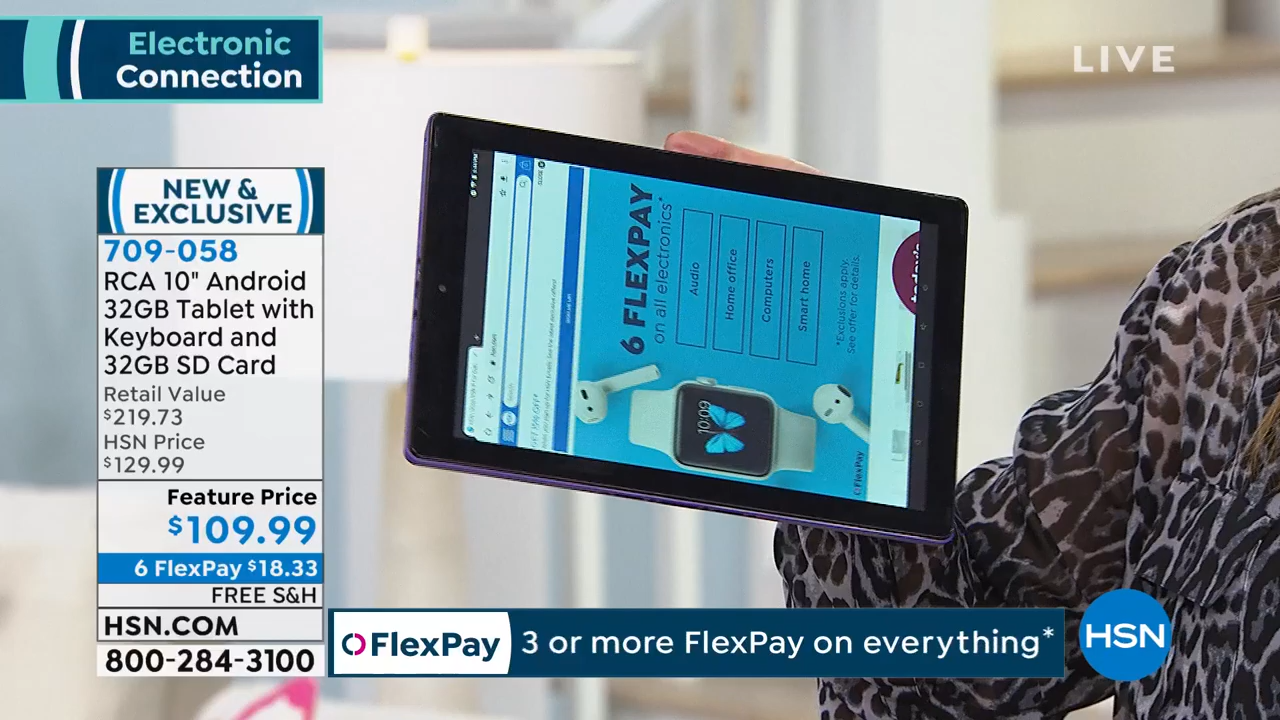 Electronic
Connection
LIVE
NEW &
EXCLUSIVE
709-058
RCA 10" Android
32GB Tablet with
Keyboard and
32GB SD Card
Retail Value
$219.73
HSN Price
$129.99
Feature Price
$109.99
6 FlexPay $18.33
FREE S&H
HSN.COM
800-284-3100
6 FLEXPAY
on all electronics*
Audio
Home office
Computers
Smart home
*Exclusions apply.
See offer for details.
today's
10:09
FlexPay
FlexPay
3 or more FlexPay on everything*
HSN